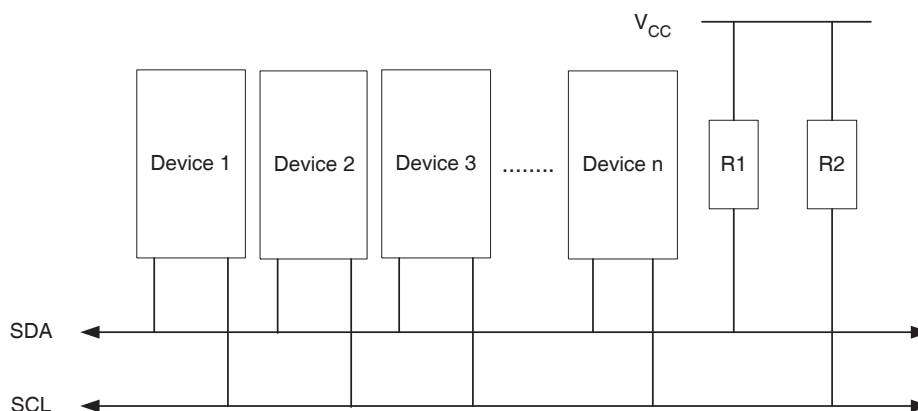 V_CC
Device 1
Device 2
Device 3
........
Device n
R1
R2
SDA
SCL